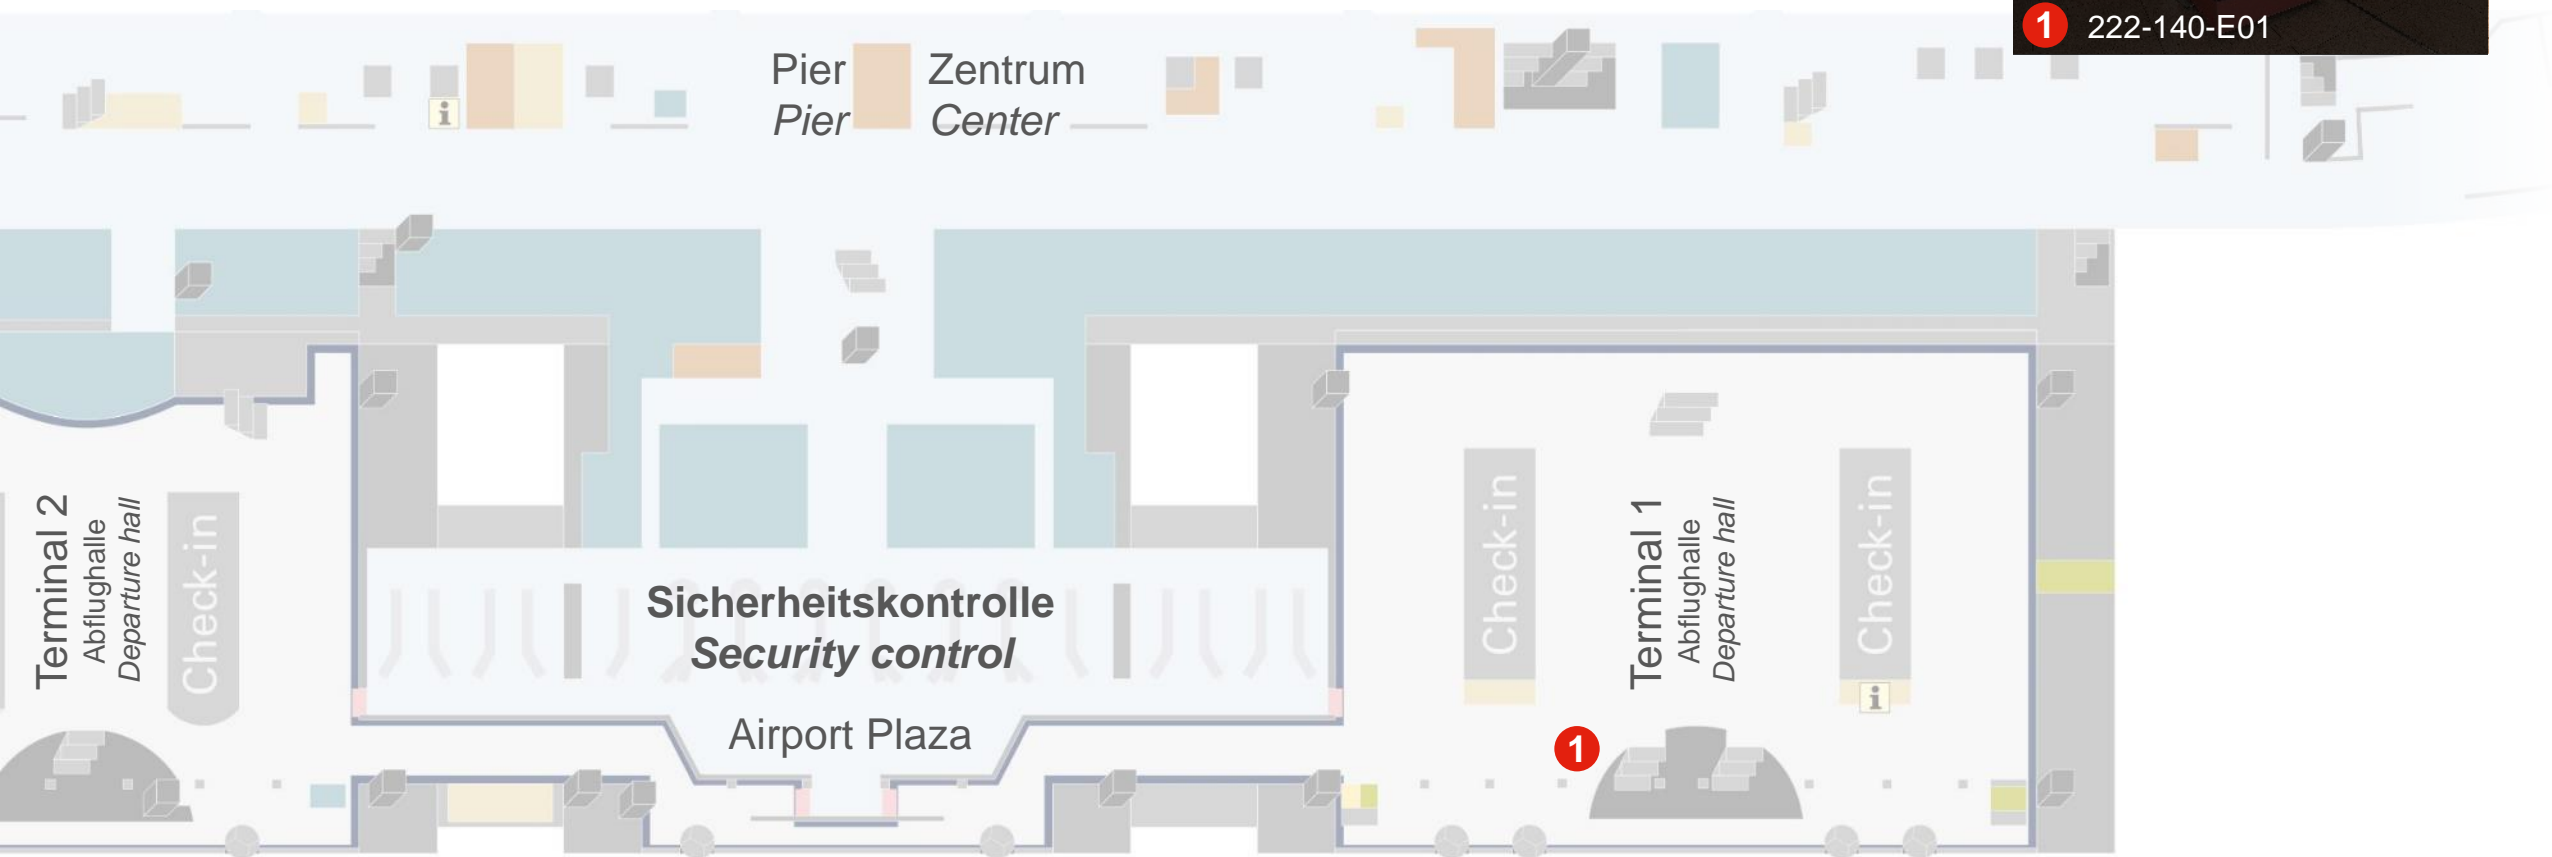 1 222-140-E01
Pier Zentrum
Pier Center
i
Terminal 2
Abflughalle
Departure hall
Check-in
Sicherheitskontrolle
Security control
Airport Plaza
Check-in
Terminal 1
Abflughalle
Departure hall
Check-in
i
1